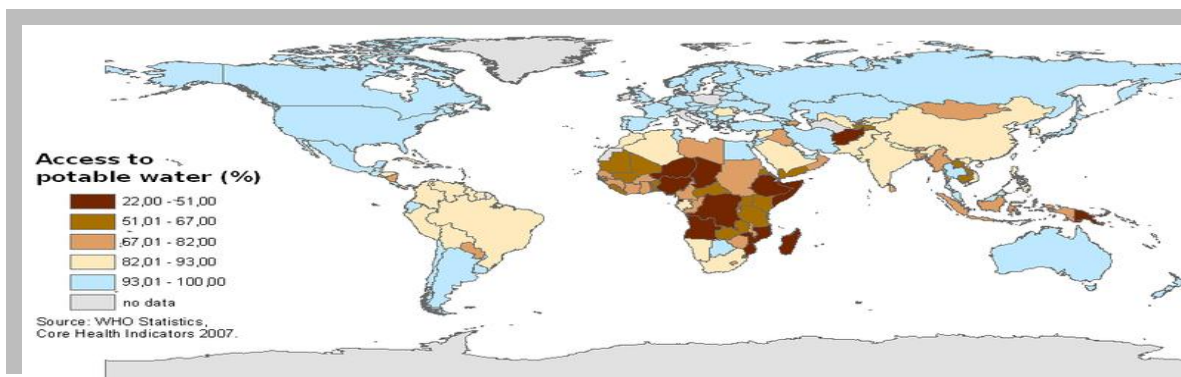 Access to
potable water (%)
22,00 - 51,00
51,01 - 67,00
67,01 - 82,00
82,01 - 93,00
93,01 - 100,00
no data
Source: WHO Statistics,
Core Health Indicators 2007.